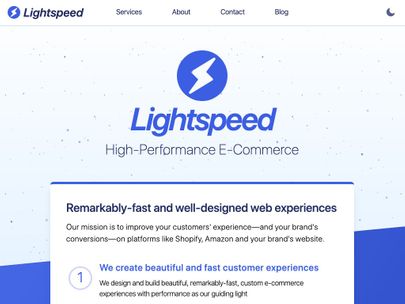 Lightspeed Services About Contact Blog
Lightspeed
High-Performance E-Commerce
Remarkably-fast and well-designed web experiences
Our mission is to improve your customers' experience—and your brand's
conversions—on platforms like Shopify, Amazon and your brand's website.
1 We create beautiful and fast customer experiences
We design and build beautiful, remarkably-fast, custom e-commerce
experiences with performance as our guiding light